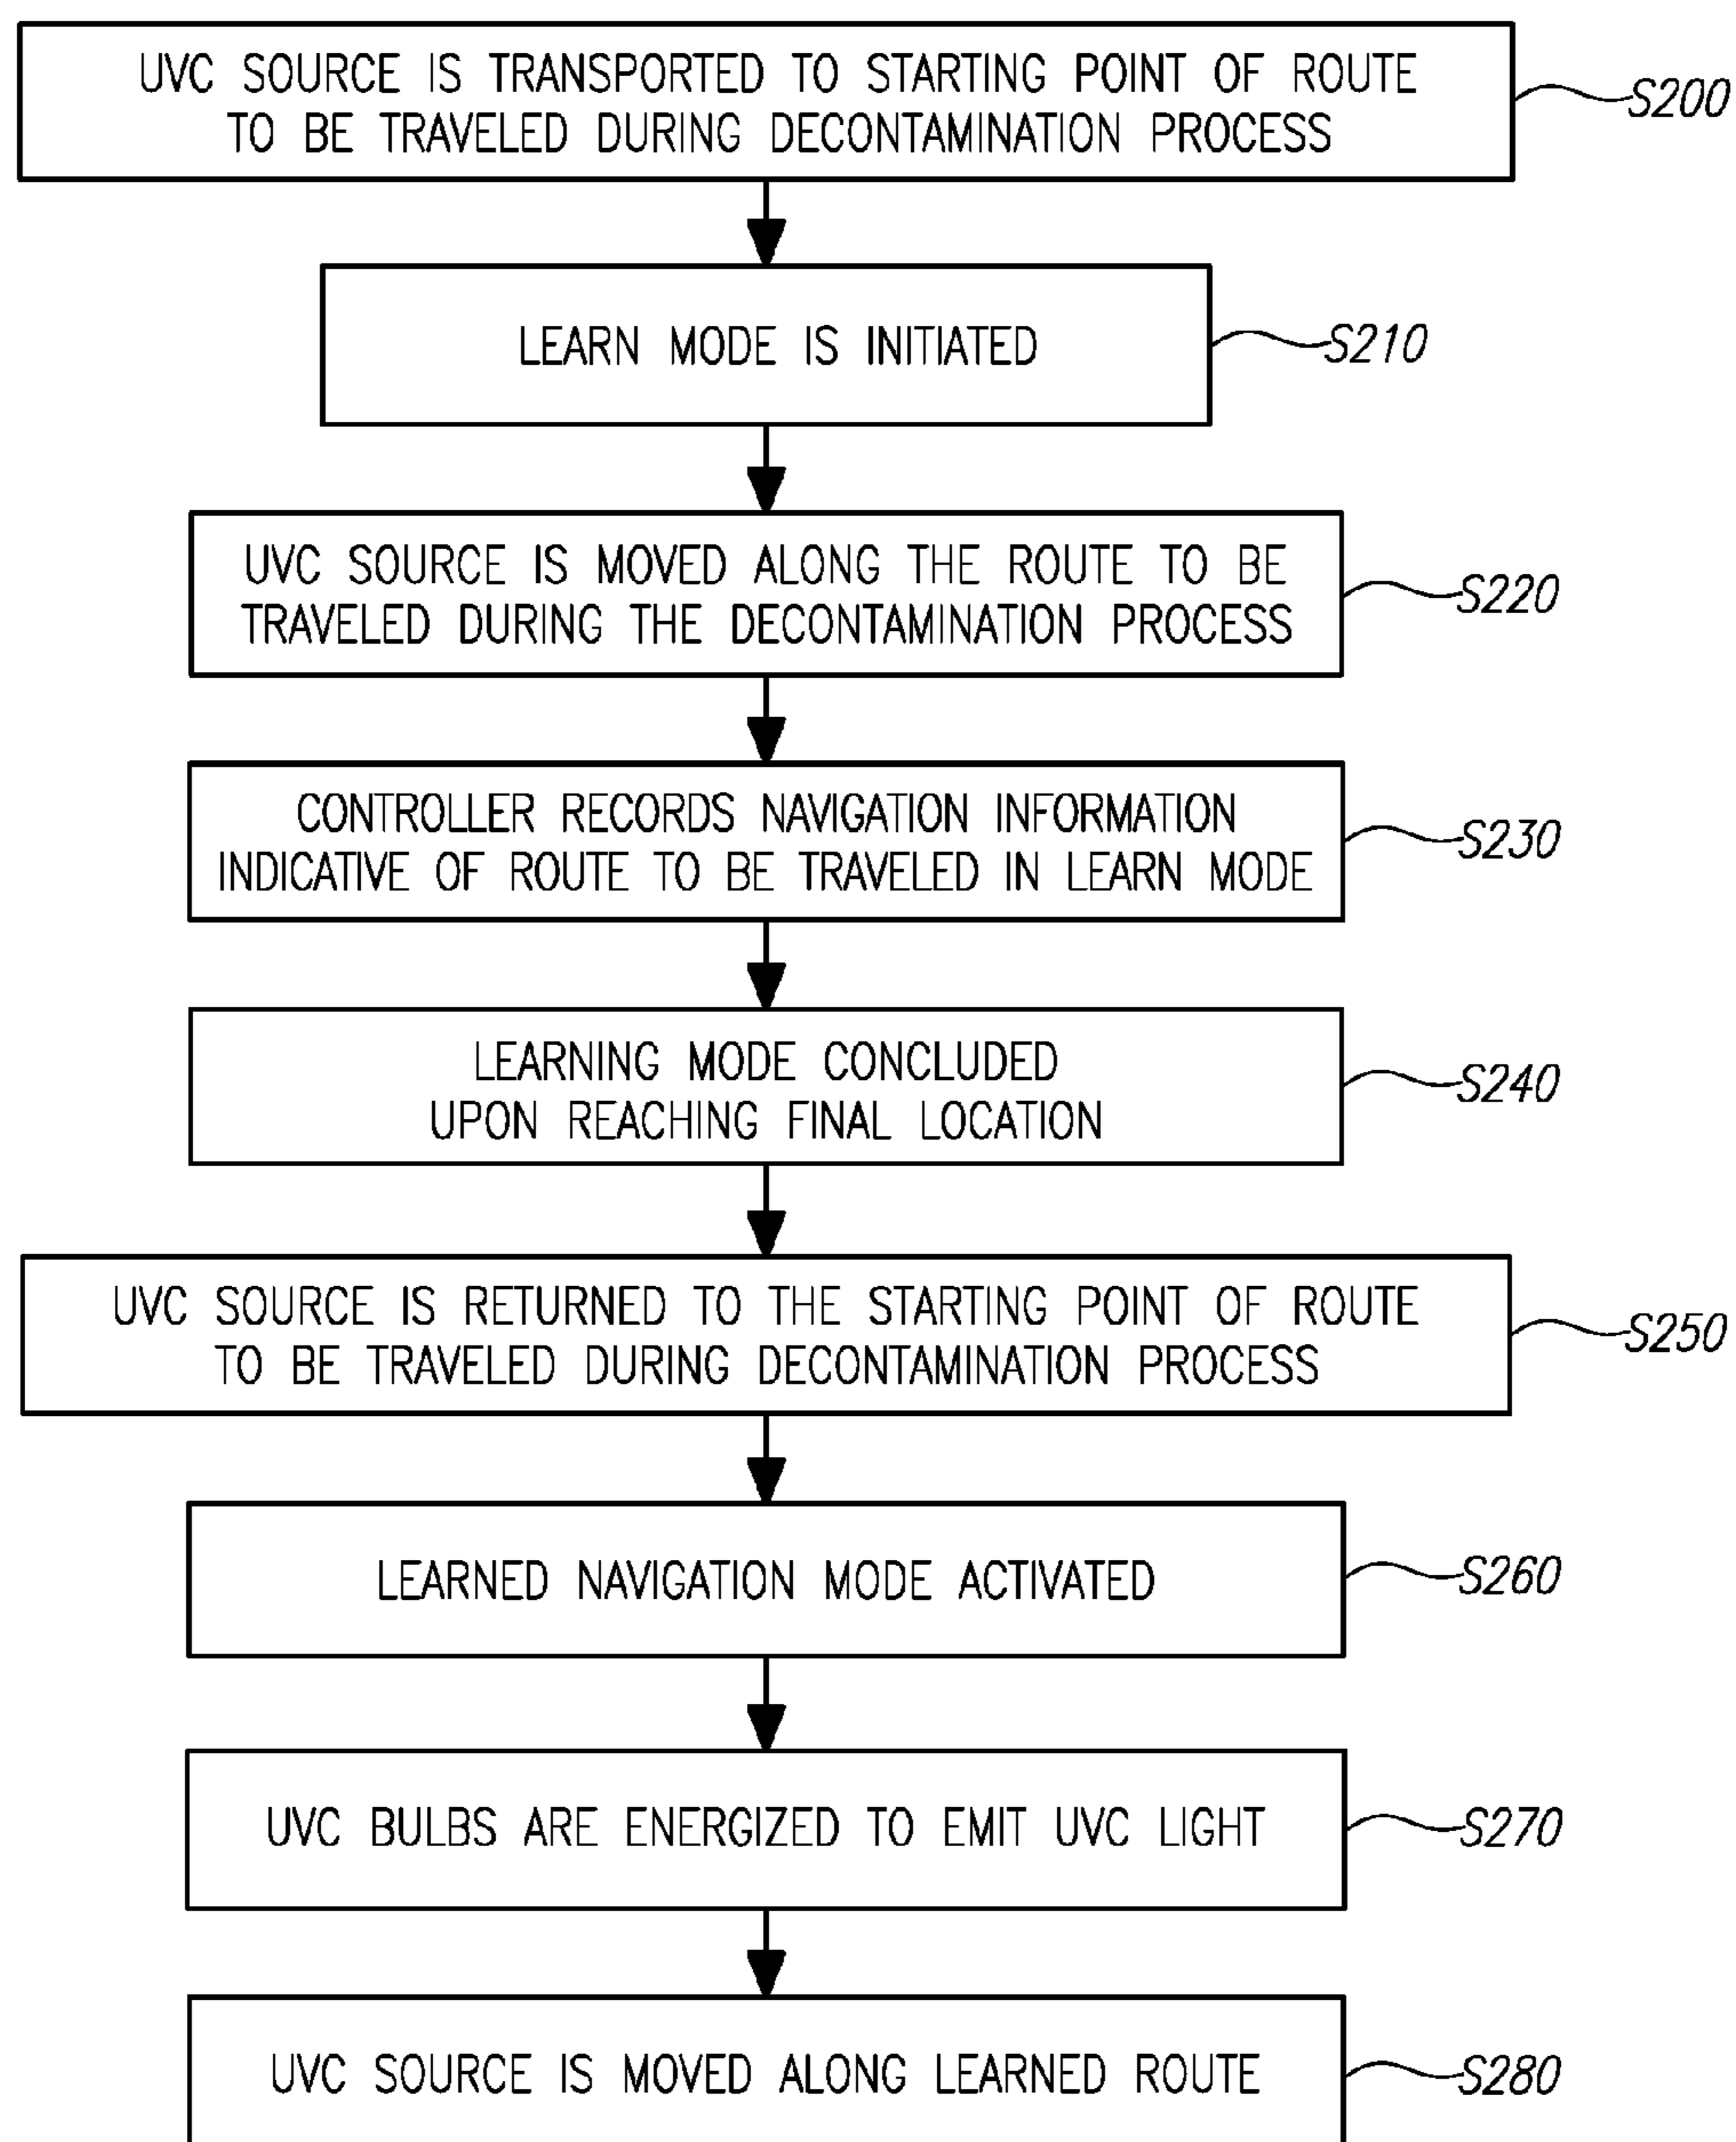 UVC SOURCE IS TRANSPORTED TO STARTING POINT OF ROUTE
TO BE TRAVELED DURING DECONTAMINATION PROCESS
S200
LEARN MODE IS INITIATED
S210
UVC SOURCE IS MOVED ALONG THE ROUTE TO BE
TRAVELED DURING THE DECONTAMINATION PROCESS
S220
CONTROLLER RECORDS NAVIGATION INFORMATION
INDICATIVE OF ROUTE TO BE TRAVELED IN LEARN MODE
S230
LEARNING MODE CONCLUDED
UPON REACHING FINAL LOCATION
S240
UVC SOURCE IS RETURNED TO THE STARTING POINT OF ROUTE
TO BE TRAVELED DURING DECONTAMINATION PROCESS
S250
LEARNED NAVIGATION MODE ACTIVATED
S260
UVC BULBS ARE ENERGIZED TO EMIT UVC LIGHT
S270
UVC SOURCE IS MOVED ALONG LEARNED ROUTE
S280